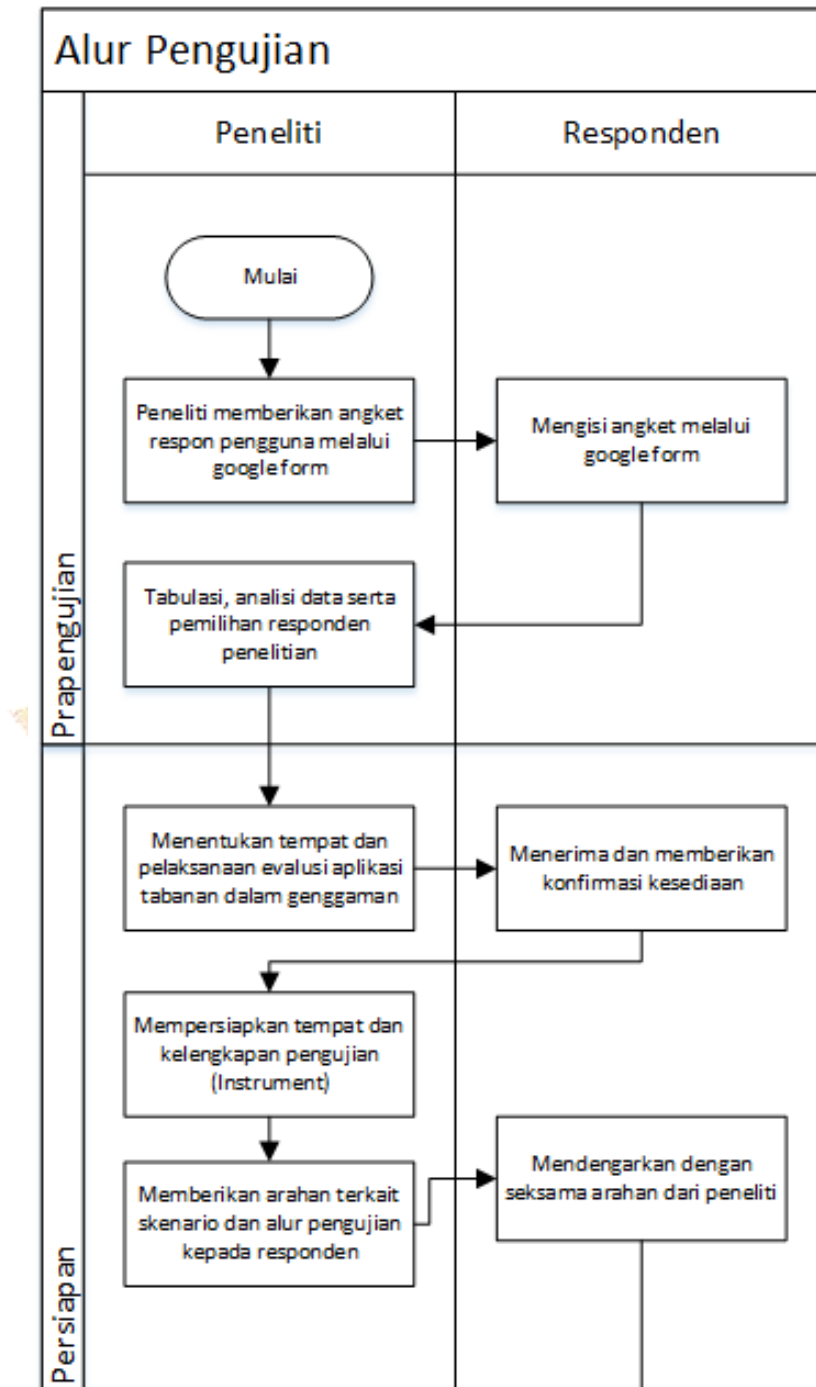 Alur Pengujian
Peneliti
Responden
Prapengujian
Mulai
Peneliti memberikan angket
respon pengguna melalui
google form
Mengisi angket melalui
google form
Tabulasi, analisi data serta
pemilihan responden
penelitian
Persiapan
Menentukan tempat dan
pelaksanaan evalusi aplikasi
tabanan dalam genggaman
Menerima dan memberikan
konfirmasi kesediaan
Mempersiapkan tempat dan
kelengkapan pengujian
(Instrument)
Memberikan arahan terkait
skenario dan alur pengujian
kepada responden
Mendengarkan dengan
seksama arahan dari peneliti